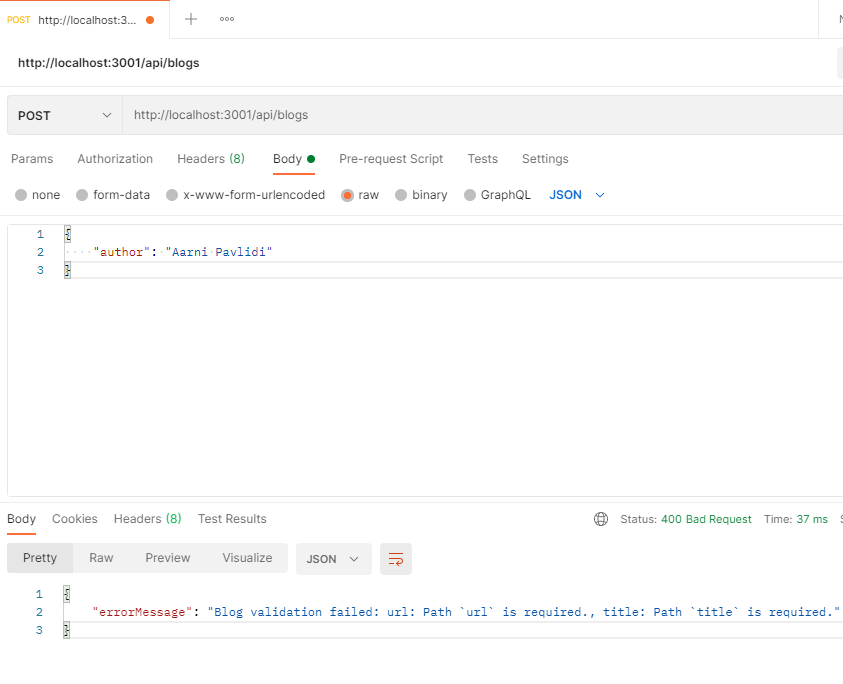 POST http://localhost:3...
http://localhost:3001/api/blogs
POST http://localhost:3001/api/blogs
Params Authorization Headers (8) Body Pre-request Script Tests Settings
none form-data x-www-form-urlencoded raw binary GraphQL JSON
1 {
2 ····"author":·"Aarni·Pavlidi"
3 }
Body Cookies Headers (8) Test Results Status: 400 Bad Request Time: 37 ms
Pretty Raw Preview Visualize JSON
1 {
2 "errorMessage": "Blog validation failed: url: Path `url` is required., title: Path `title` is required."
3 }